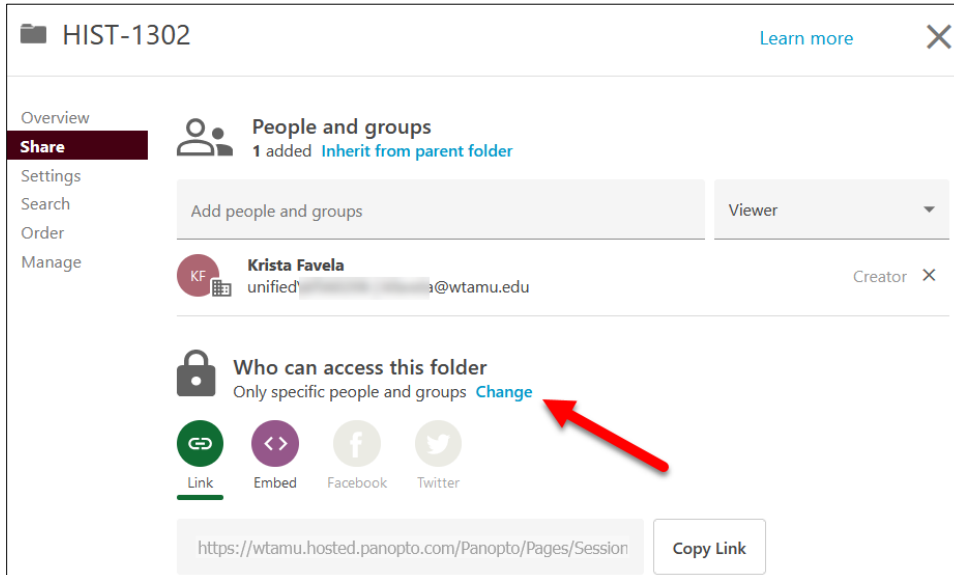 HIST-1302
Learn more
Overview
Share
Settings
Search
Order
Manage
People and groups
1 added Inherit from parent folder
Add people and groups
Viewer
KF
Krista Favela
unified\ a@wtamu.edu
Creator
Who can access this folder
Only specific people and groups Change
Link
Embed
Facebook
Twitter
https://wtamu.hosted.panopto.com/Panopto/Pages/Session
Copy Link